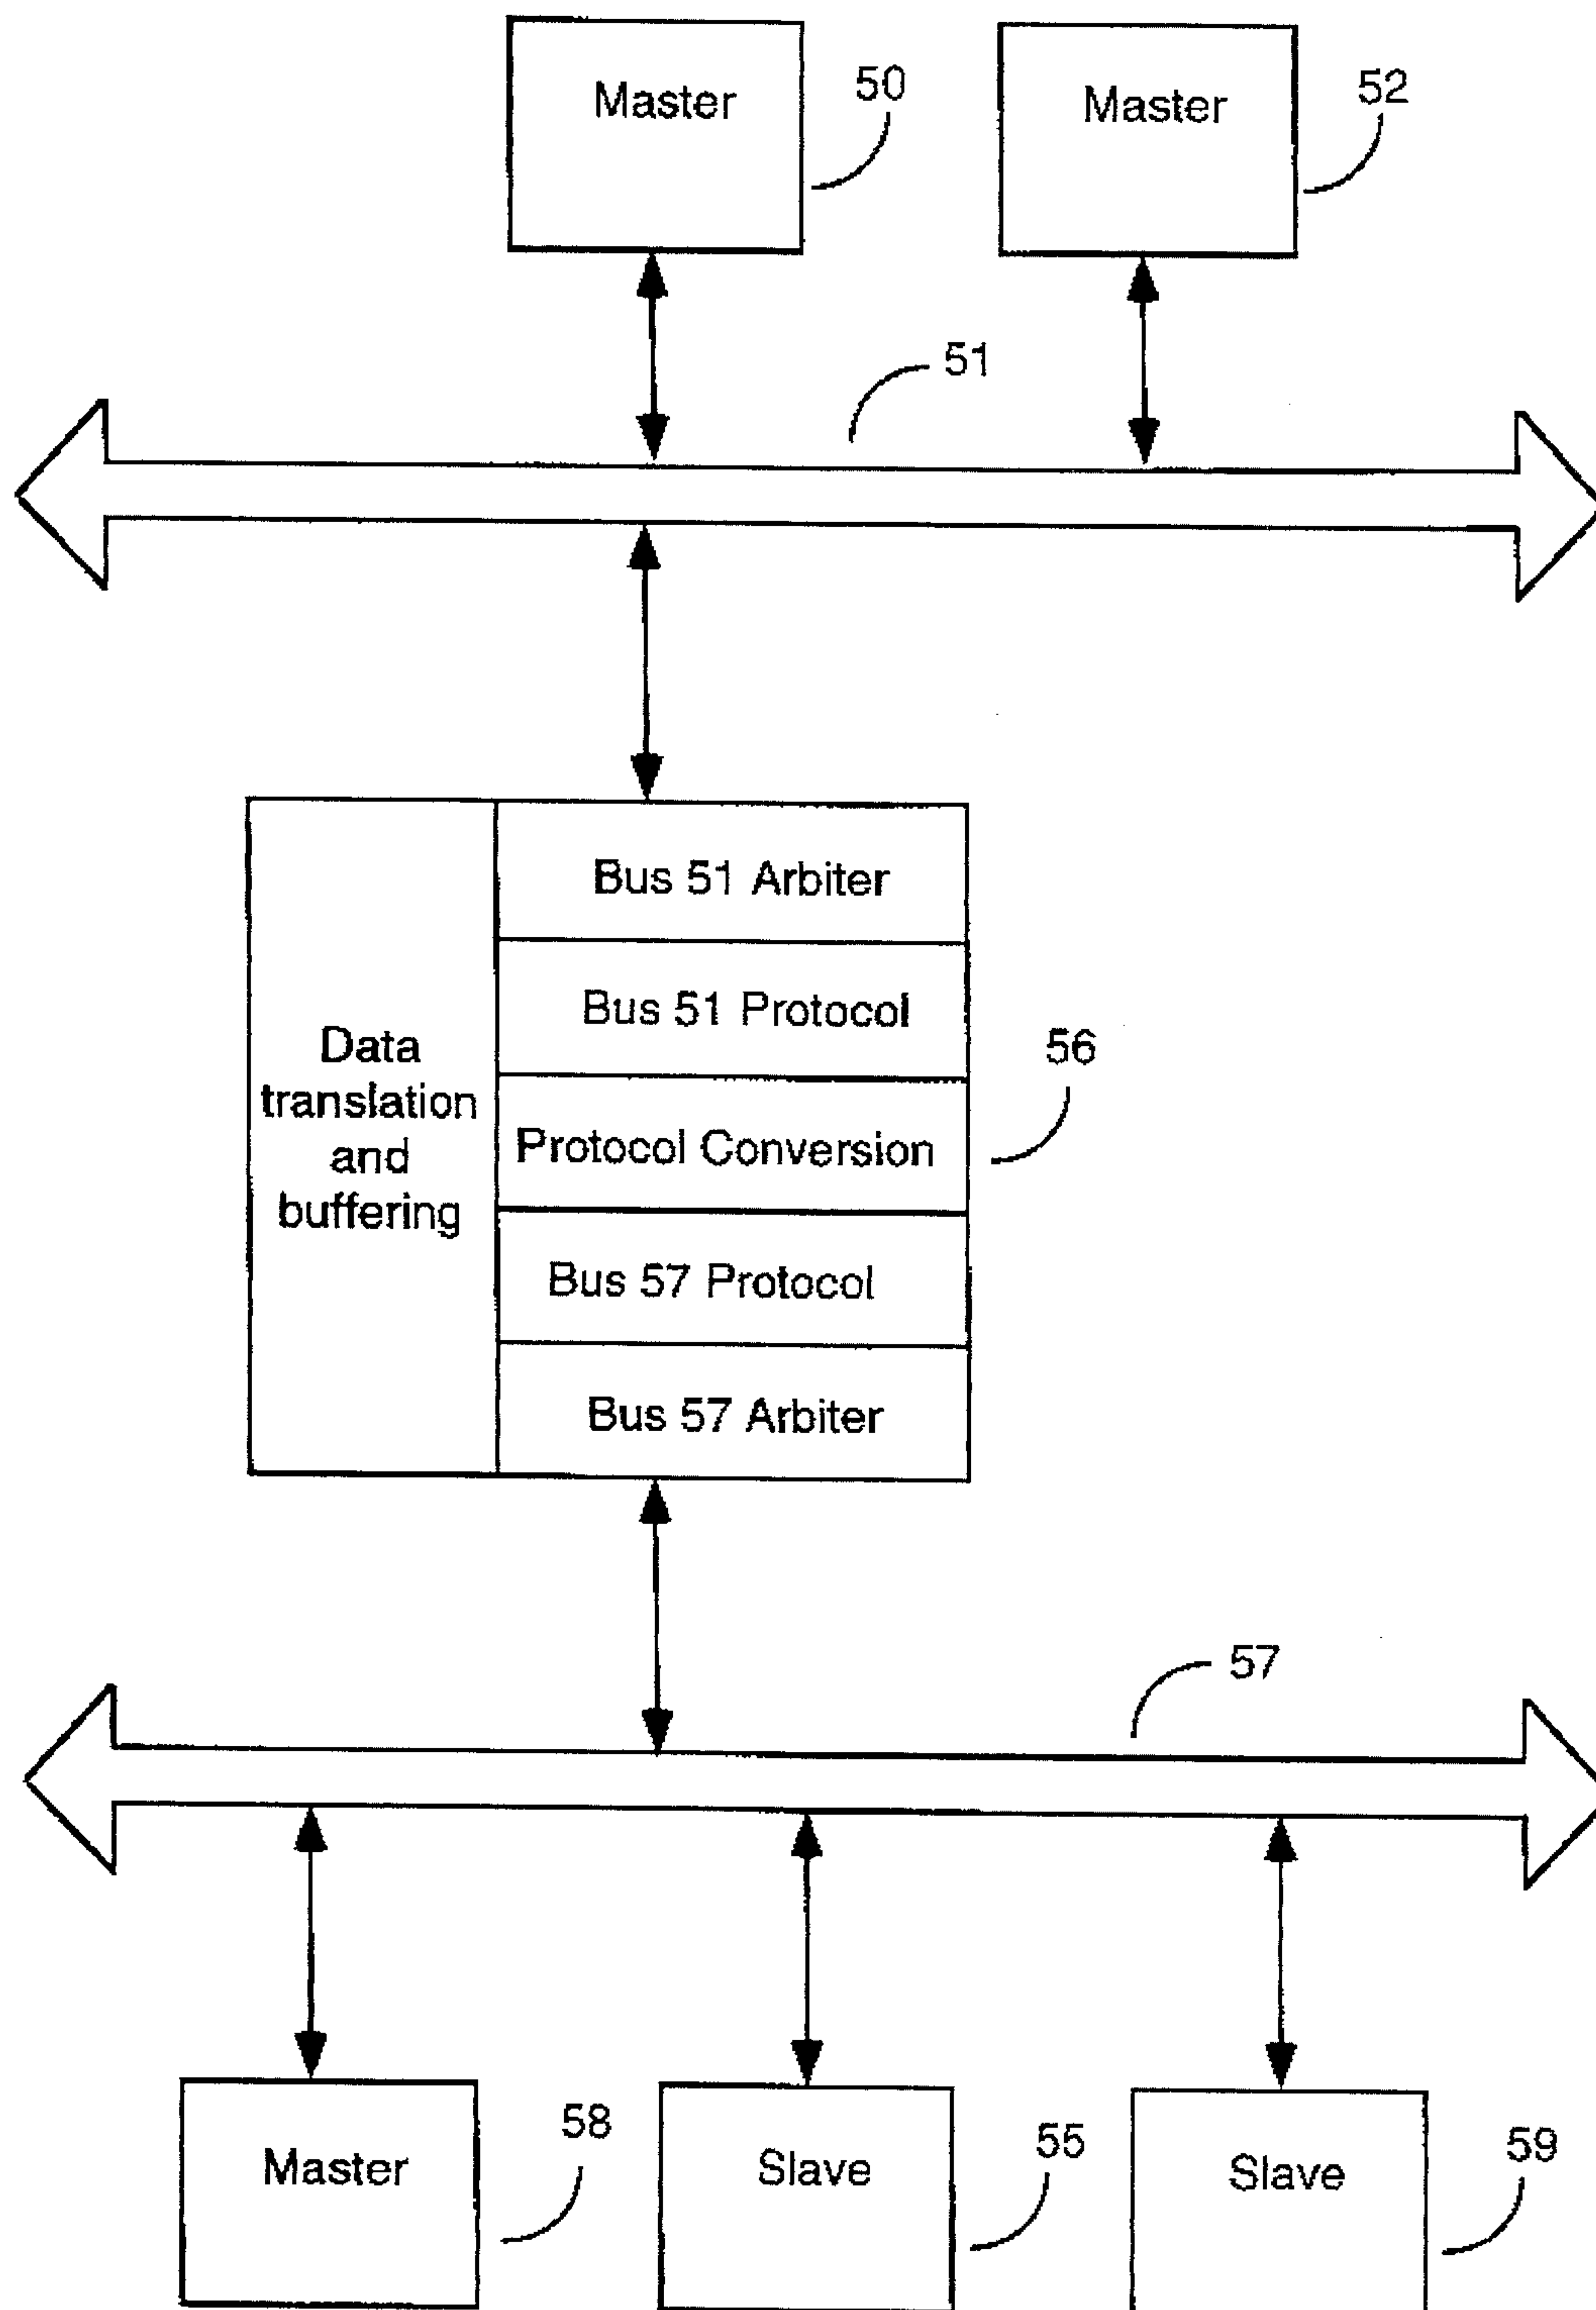 Master
50
Master
52
51
Bus 51 Arbiter
Bus 51 Protocol
Data
translation
and
buffering
56
Protocol Conversion
Bus 57 Protocol
Bus 57 Arbiter
57
Master
58
Slave
55
Slave
59